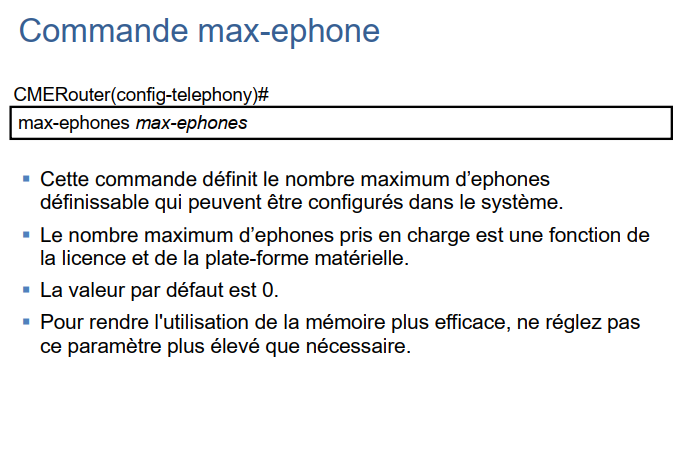 Commande max-ephone
CMERouter(config-telephony)#
max-ephones max-ephones
Cette commande définit le nombre maximum d’ephones
définissable qui peuvent être configurés dans le système.
Le nombre maximum d’ephones pris en charge est une fonction de
la licence et de la plate-forme matérielle.
La valeur par défaut est 0.
Pour rendre l'utilisation de la mémoire plus efficace, ne réglez pas
ce paramètre plus élevé que nécessaire.